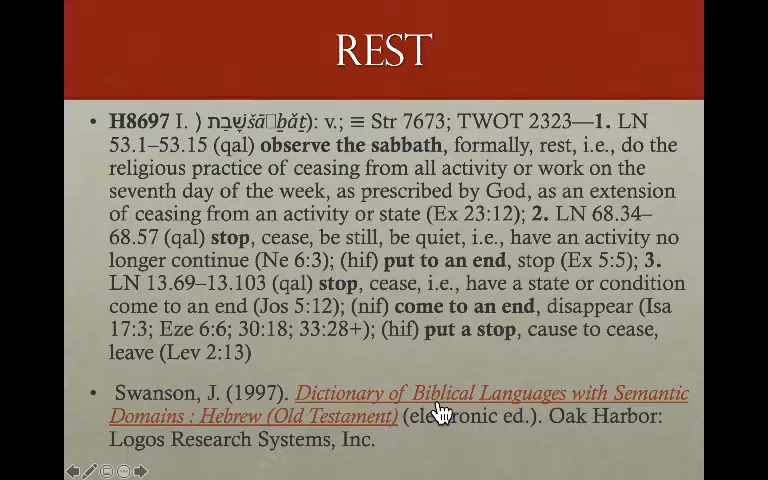 REST
• H8697 I. ) שָׁבַת šā□ḇăṯ): v.; ≡ Str 7673; TWOT 2323—1. LN
53.1–53.15 (qal) observe the sabbath, formally, rest, i.e., do the
religious practice of ceasing from all activity or work on the
seventh day of the week, as prescribed by God, as an extension
of ceasing from an activity or state (Ex 23:12); 2. LN 68.34–
68.57 (qal) stop, cease, be still, be quiet, i.e., have an activity no
longer continue (Ne 6:3); (hif) put to an end, stop (Ex 5:5); 3.
LN 13.69–13.103 (qal) stop, cease, i.e., have a state or condition
come to an end (Jos 5:12); (nif) come to an end, disappear (Isa
17:3; Eze 6:6; 30:18; 33:28+); (hif) put a stop, cause to cease,
leave (Lev 2:13)
• Swanson, J. (1997). Dictionary of Biblical Languages with Semantic
Domains : Hebrew (Old Testament) (electronic ed.). Oak Harbor:
Logos Research Systems, Inc.